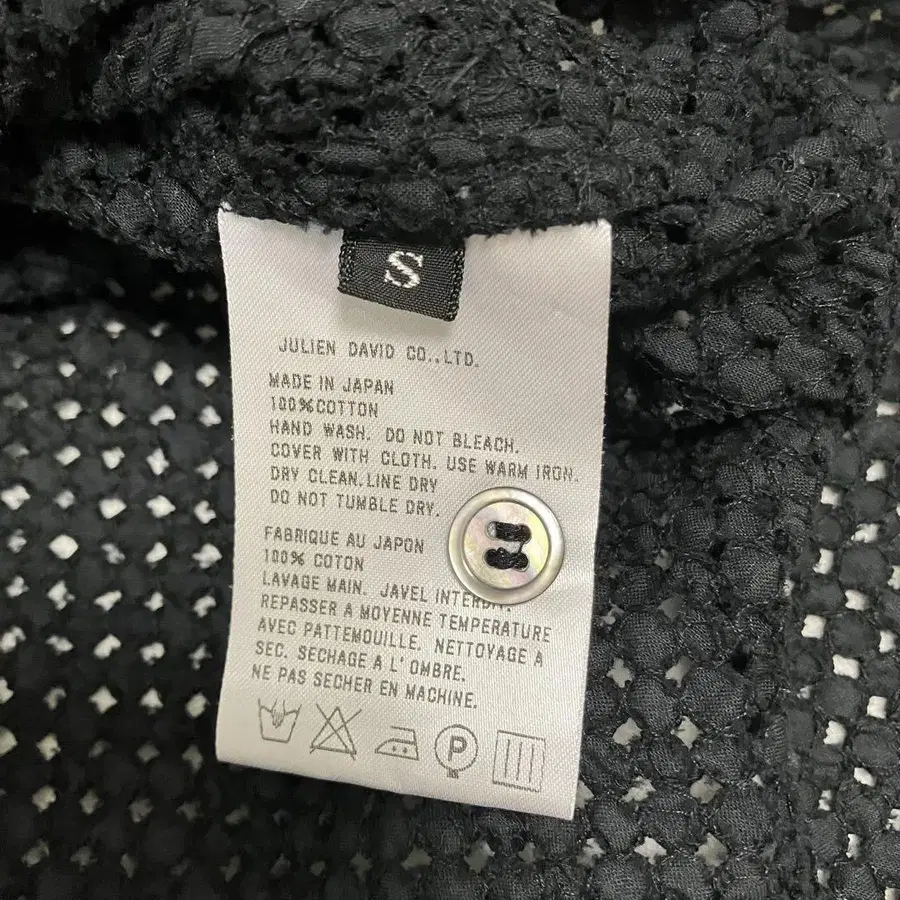 S
JULIEN DAVID CO.,LTD.
MADE IN JAPAN
100%COTTON
HAND WASH. DO NOT BLEACH.
COVER WITH CLOTH. USE WARM IRON.
DRY CLEAN.LINE DRY
DO NOT TUMBLE DRY.
FABRIQUE AU JAPON
100% COTON
LAVAGE MAIN. JAVEL INTERDIT.
REPASSER A MOYENNE TEMPERATURE
AVEC PATTEMOUILLE. NETTOYAGE A
SEC. SECHAGE A L'OMBRE.
NE PAS SECHER EN MACHINE.
P